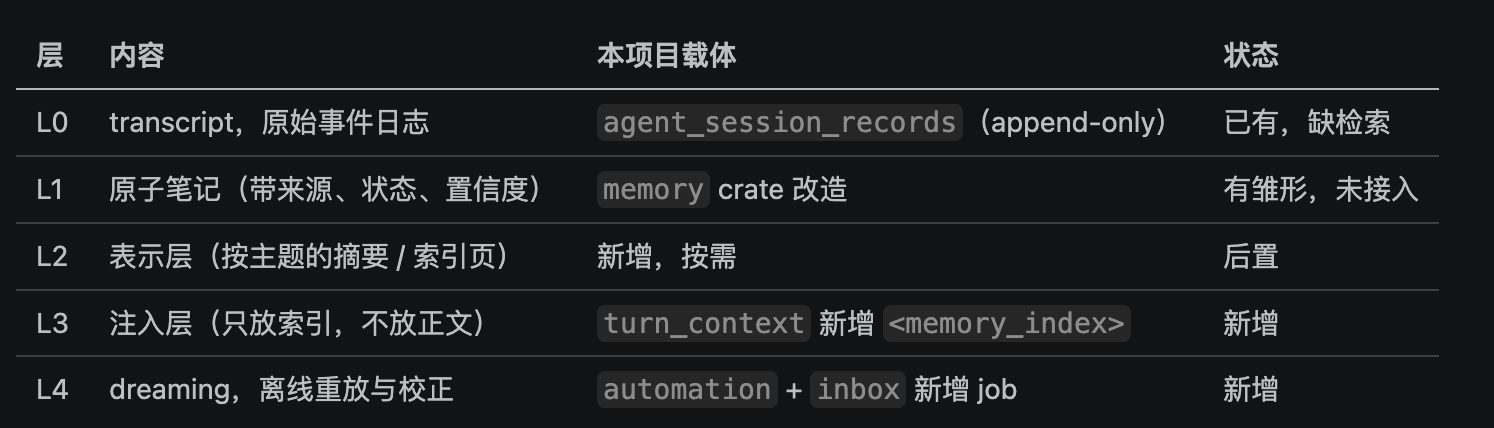 层 内容 本项目载体 状态
L0 transcript，原始事件日志 agent_session_records（append-only） 已有，缺检索
L1 原子笔记（带来源、状态、置信度） memory crate 改造 有雏形，未接入
L2 表示层（按主题的摘要 / 索引页） 新增，按需 后置
L3 注入层（只放索引，不放正文） turn_context 新增 <memory_index> 新增
L4 dreaming，离线重放与校正 automation + inbox 新增 job 新增